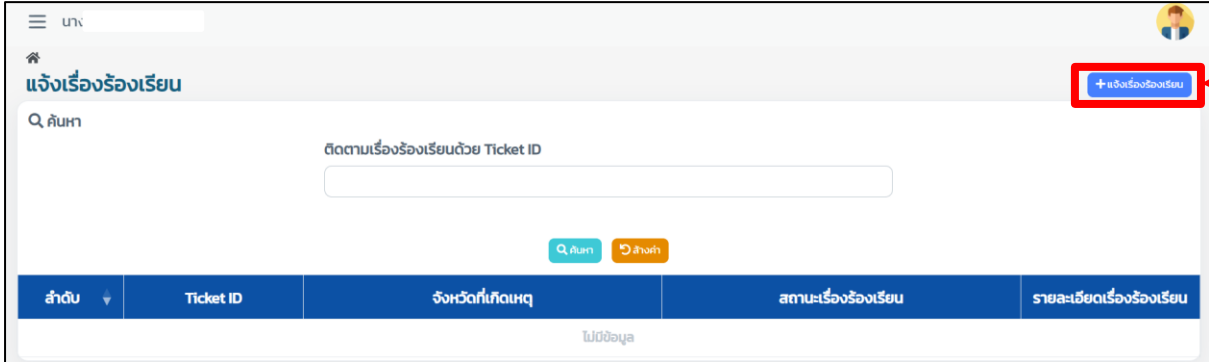 นาง
แจ้งเรื่องร้องเรียน
+แจ้งเรื่องร้องเรียน
ค้นหา
ติดตามเรื่องร้องเรียนด้วย Ticket ID
ค้นหา ล้างค่า
ลำดับ Ticket ID จังหวัดที่เกิดเหตุ สถานะเรื่องร้องเรียน รายละเอียดเรื่องร้องเรียน
ไม่มีข้อมูล